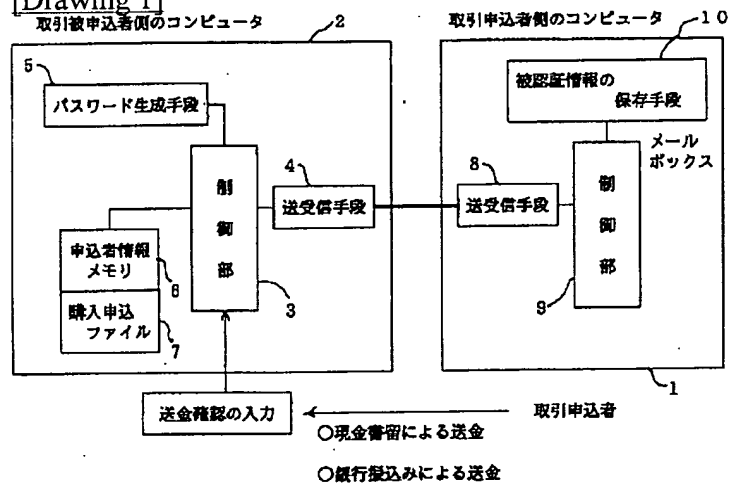 [Drawing 1]
取引被申込者側のコンピュータ
2
取引申込者側のコンピュータ
10
5
パスワード生成手段
被認証情報の
保存手段
メール
ボックス
制
御
部
3
4
送受信手段
8
送受信手段
制
御
部
9
申込者情報
メモリ
6
購入申込
ファイル
7
1
送金確認の入力
取引申込者
○現金書留による送金
○銀行振込みによる送金